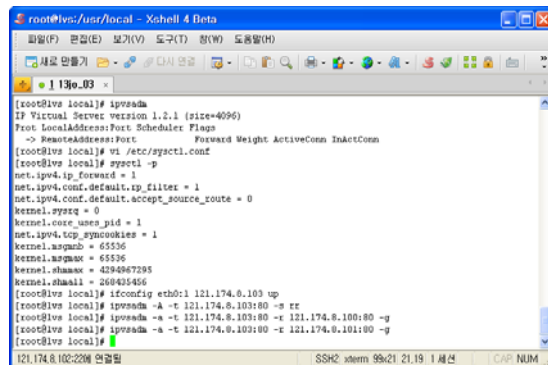 root@lvs:/usr/local - Xshell 4 Beta
파일(F) 편집(E) 보기(V) 도구(T) 창(W) 도움말(H)
새로 만들기 다시 연결
1 13jo_03
[root@lvs local]# ipvsadm
IP Virtual Server version 1.2.1 (size=4096)
Prot LocalAddress:Port Scheduler Flags
-> RemoteAddress:Port Forward Weight ActiveConn InActConn
[root@lvs local]# vi /etc/sysctl.conf
[root@lvs local]# sysctl -p
net.ipv4.ip_forward = 1
net.ipv4.conf.default.rp_filter = 1
net.ipv4.conf.default.accept_source_route = 0
kernel.sysrq = 0
kernel.core_uses_pid = 1
net.ipv4.tcp_syncookies = 1
kernel.msgmnb = 65536
kernel.msgmax = 65536
kernel.shmmax = 4294967295
kernel.shmall = 268435456
[root@lvs local]# ifconfig eth0:1 121.174.8.103 up
[root@lvs local]# ipvsadm -A -t 121.174.8.103:80 -s rr
[root@lvs local]# ipvsadm -a -t 121.174.8.103:80 -r 121.174.8.100:80 -g
[root@lvs local]# ipvsadm -a -t 121.174.8.103:80 -r 121.174.8.101:80 -g
[root@lvs local]#
121.174.8.102:22에 연결됨 SSH2 xterm 99x21 21,19 1 세션 CAP NUM